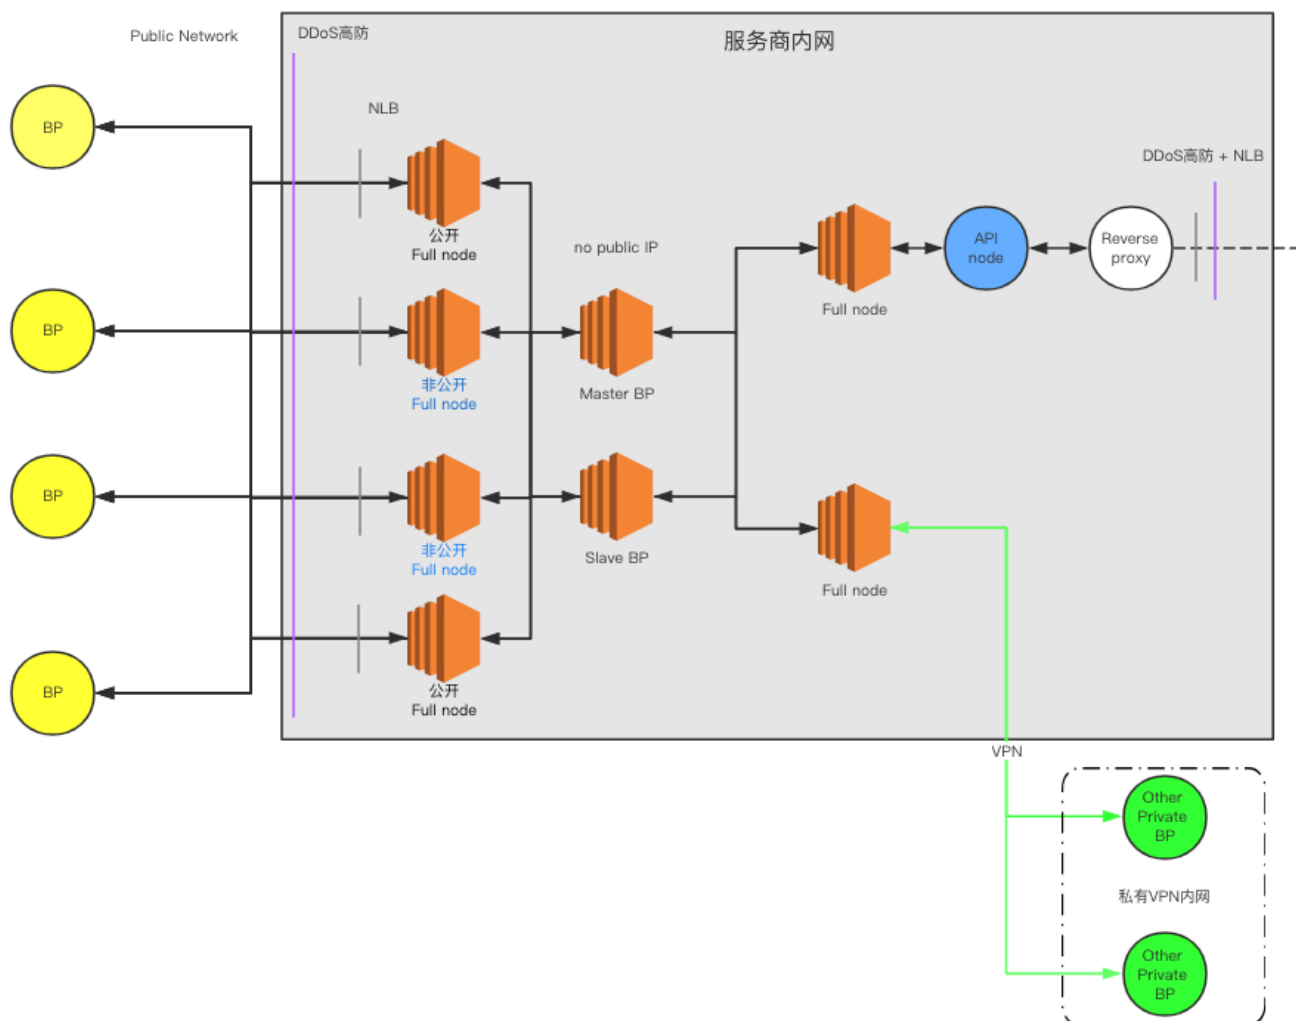 Public Network
DDoS高防
服务商内网
BP
NLB
公开
Full node
DDoS高防 + NLB
no public IP
API
node
Reverse
proxy
Full node
BP
非公开
Full node
Master BP
BP
非公开
Full node
Slave BP
Full node
BP
公开
Full node
VPN
Other
Private
BP
私有VPN内网
Other
Private
BP